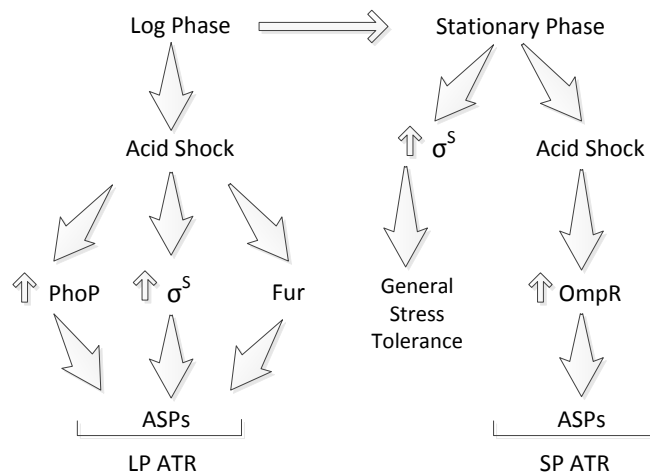 Log Phase
Stationary Phase
Acid Shock
σS
Acid Shock
PhoP
σS
Fur
General
Stress
Tolerance
OmpR
ASPs
ASPs
LP ATR
SP ATR